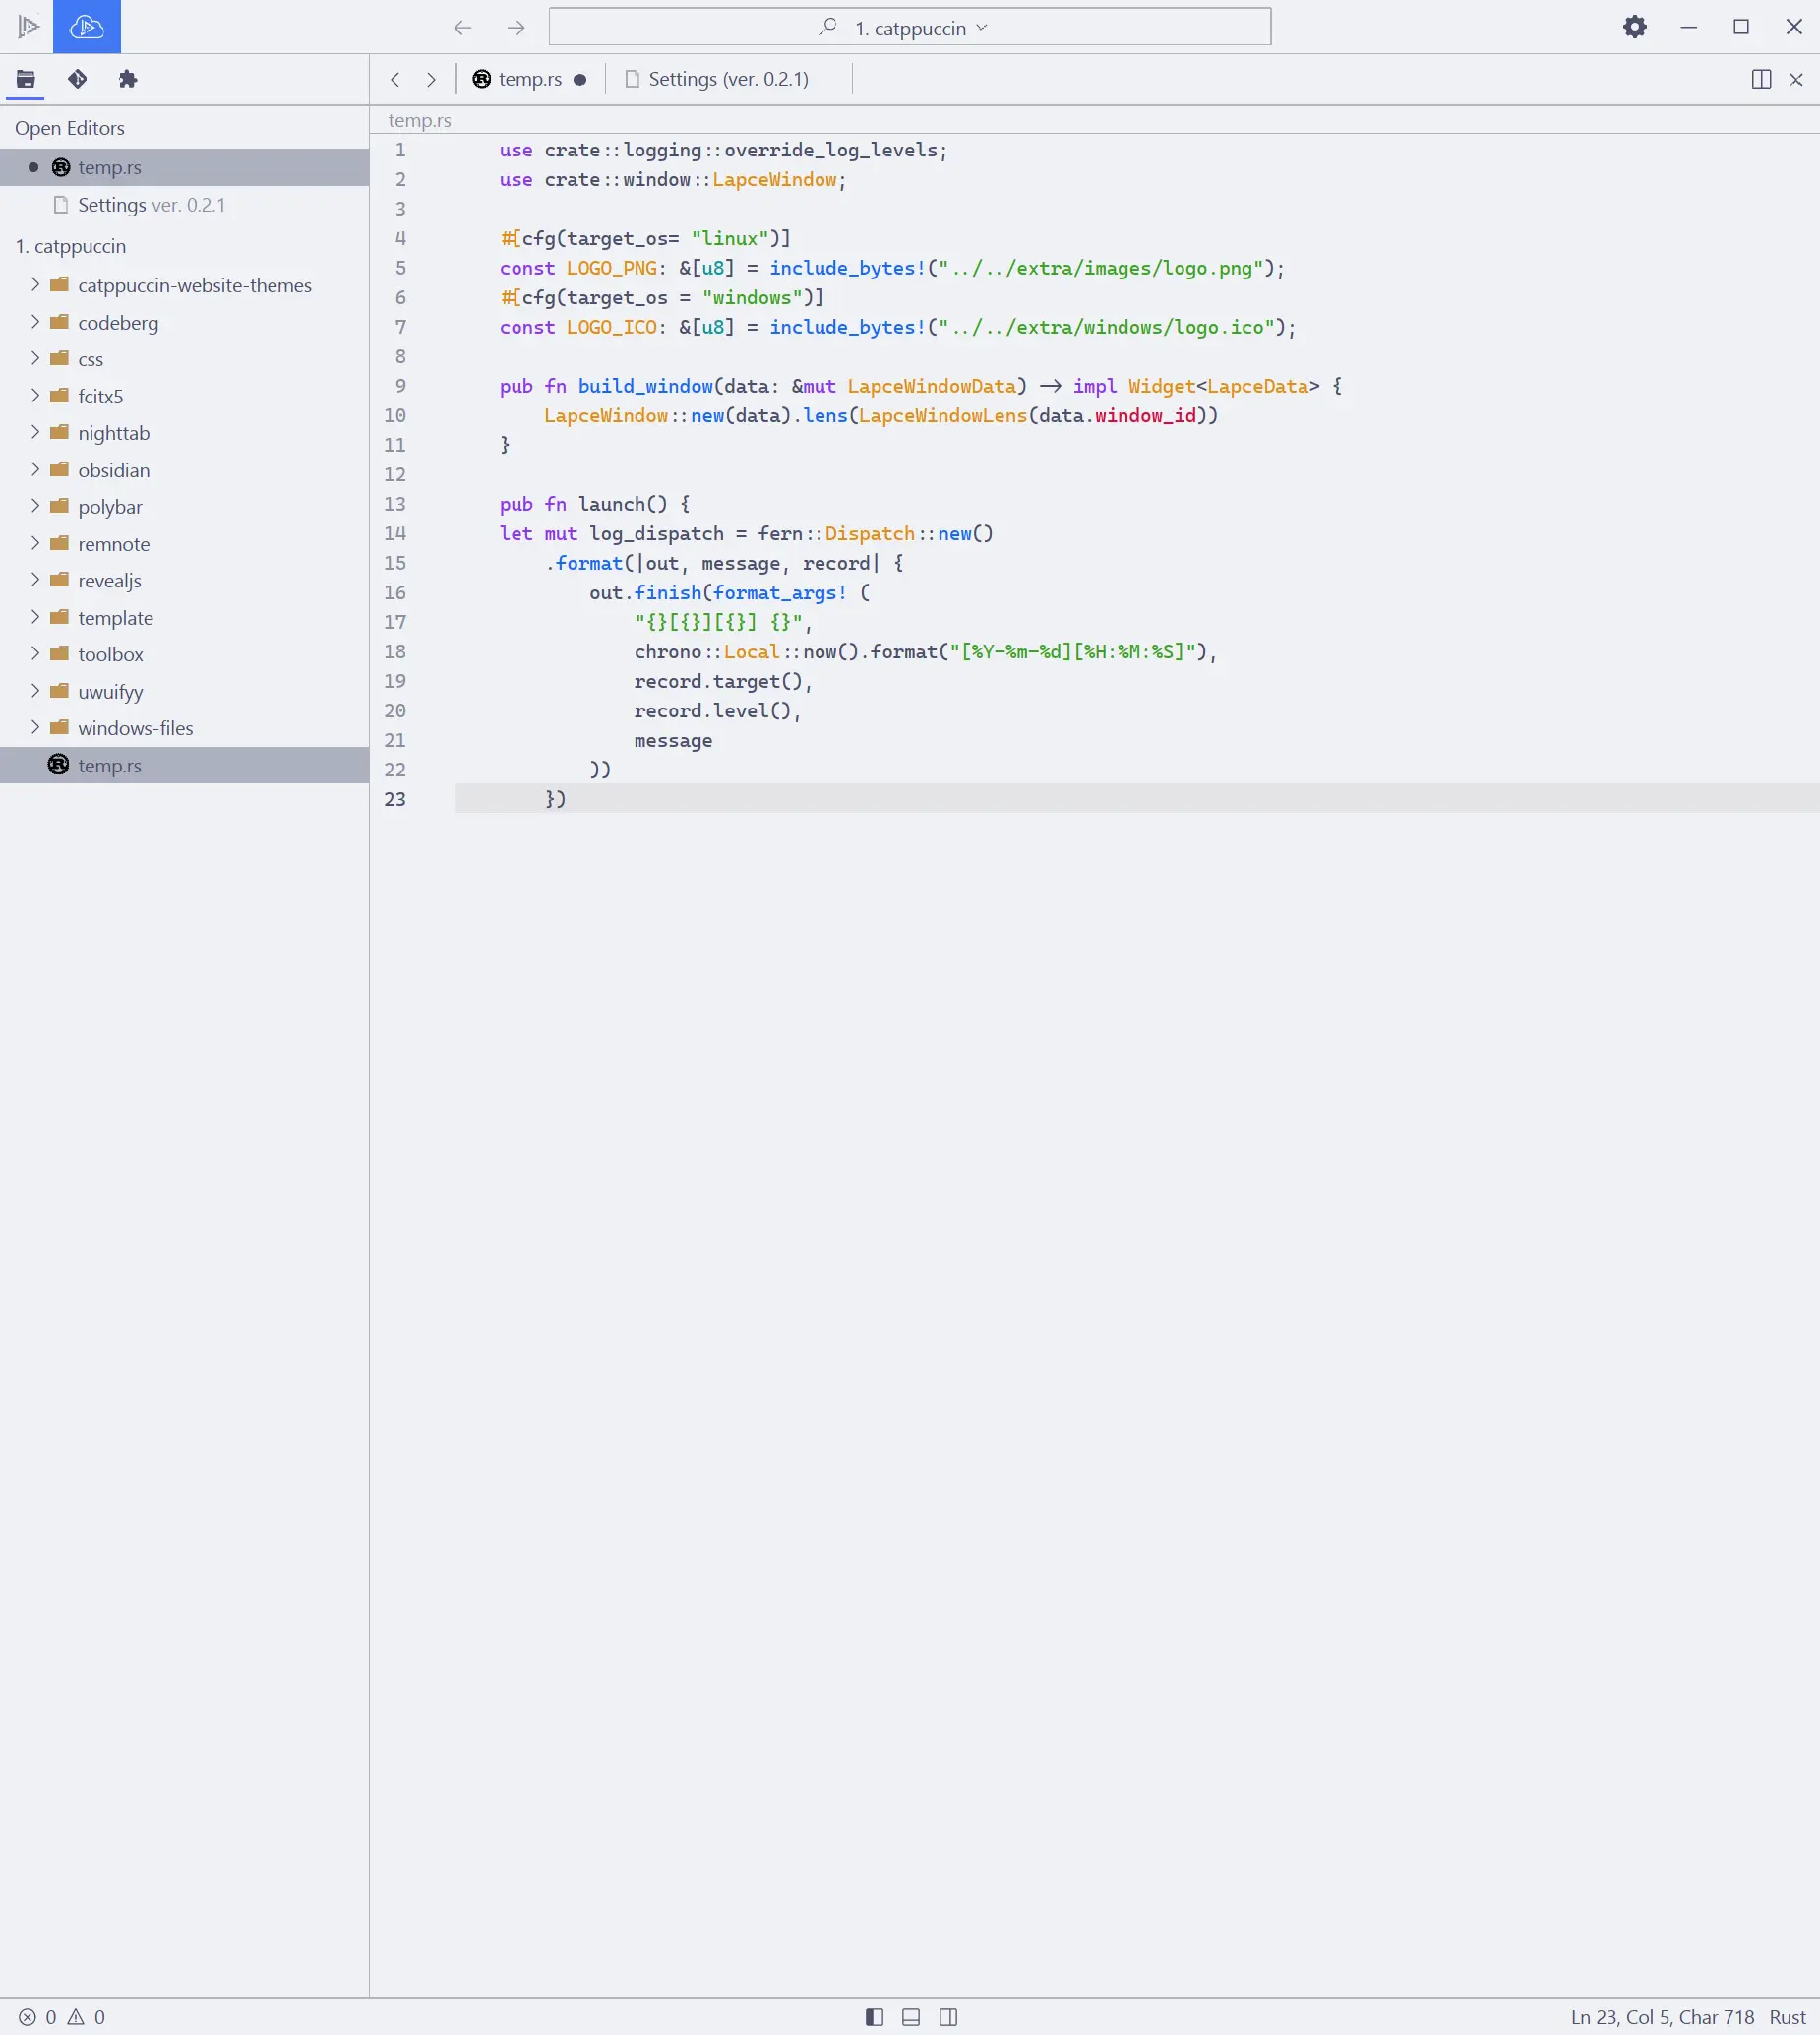 1. catppuccin
temp.rs
Settings (ver. 0.2.1)
Open Editors
temp.rs
Settings ver. 0.2.1
1. catppuccin
catppuccin-website-themes
codeberg
css
fcitx5
nighttab
obsidian
polybar
remnote
revealjs
template
toolbox
uwuifyy
windows-files
temp.rs
temp.rs
1 use crate::logging::override_log_levels;
2 use crate::window::LapceWindow;
3
4 #[cfg(target_os= "linux")]
5 const LOGO_PNG: &[u8] = include_bytes!("../../extra/images/logo.png");
6 #[cfg(target_os = "windows")]
7 const LOGO_ICO: &[u8] = include_bytes!("../../extra/windows/logo.ico");
8
9 pub fn build_window(data: &mut LapceWindowData) -> impl Widget<LapceData> {
10     LapceWindow::new(data).lens(LapceWindowLens(data.window_id))
11 }
12
13 pub fn launch() {
14 let mut log_dispatch = fern::Dispatch::new()
15     .format(|out, message, record| {
16         out.finish(format_args! (
17             "{}[{}][{}] {}",
18             chrono::Local::now().format("[%Y-%m-%d][%H:%M:%S]"),
19             record.target(),
20             record.level(),
21             message
22         ))
23     })
0 0
Ln 23, Col 5, Char 718 Rust